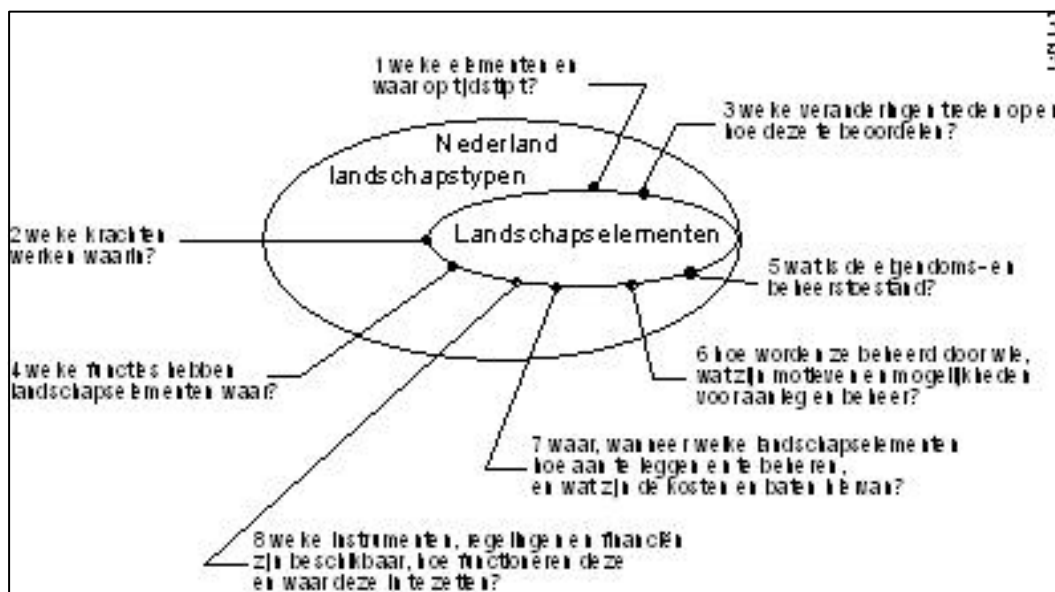 1 welke elementen en
waar op tijdstip t?
3 welke veranderingen treden op en
hoe deze te beoordelen?
Nederland
landschapstypen
Landschapselementen
2 welke krachten
werken waarin?
5 wat is de eigendoms- en
beheerstoestand?
4 welke functies hebben
landschapselementen waar?
6 hoe worden ze beheerd door wie,
wat zijn motieven en mogelijkheden
voor aanleg en beheer?
7 waar, wanneer welke landschapselementen
hoe aan te leggen en te beheren,
en wat zijn de kosten en baten hiervan?
8 welke instrumenten, regelingen en financiën
zijn beschikbaar, hoe functioneren deze
en waar deze in te zetten?